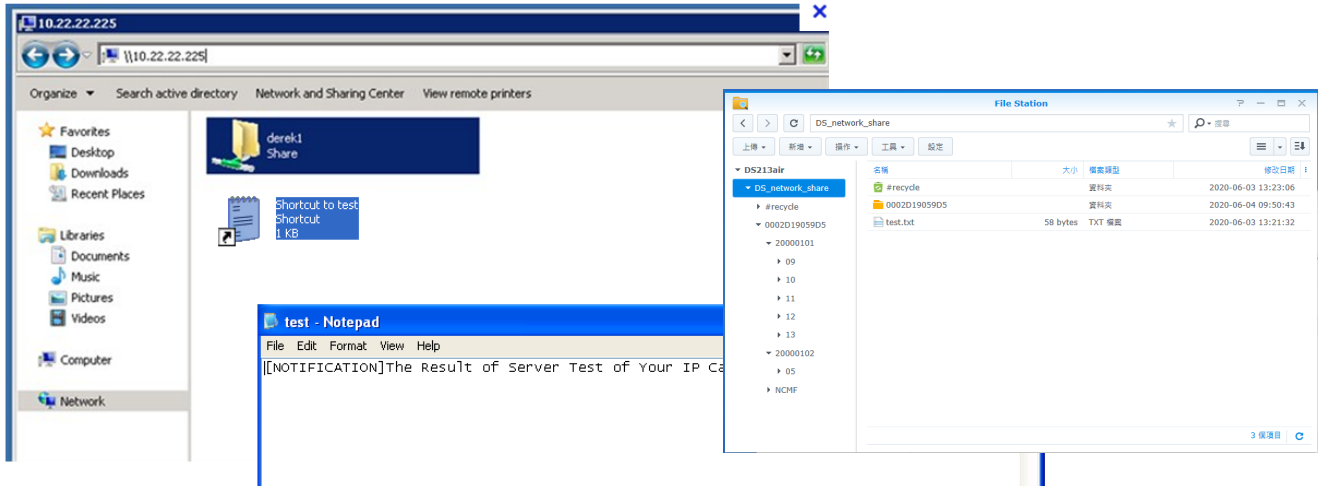 10.22.22.225
\\10.22.22.225
Organize Search active directory Network and Sharing Center View remote printers
Favorites
Desktop
Downloads
Recent Places
Libraries
Documents
Music
Pictures
Videos
Computer
Network
derek1
Share
Shortcut to test
Shortcut
1 KB
test - Notepad
File Edit Format View Help
[NOTIFICATION]The Result of Server Test of Your IP Ca
File Station
DS_network_share
搜尋
上傳 新增 操作 工具 設定
DS213air
DS_network_share
#recycle
0002D19059D5
20000101
09
10
11
12
13
20000102
05
NCMF
名稱 大小 檔案類型 修改日期
#recycle 資料夾 2020-06-03 13:23:06
0002D19059D5 資料夾 2020-06-04 09:50:43
test.txt 58 bytes TXT 檔案 2020-06-03 13:21:32
3 個項目